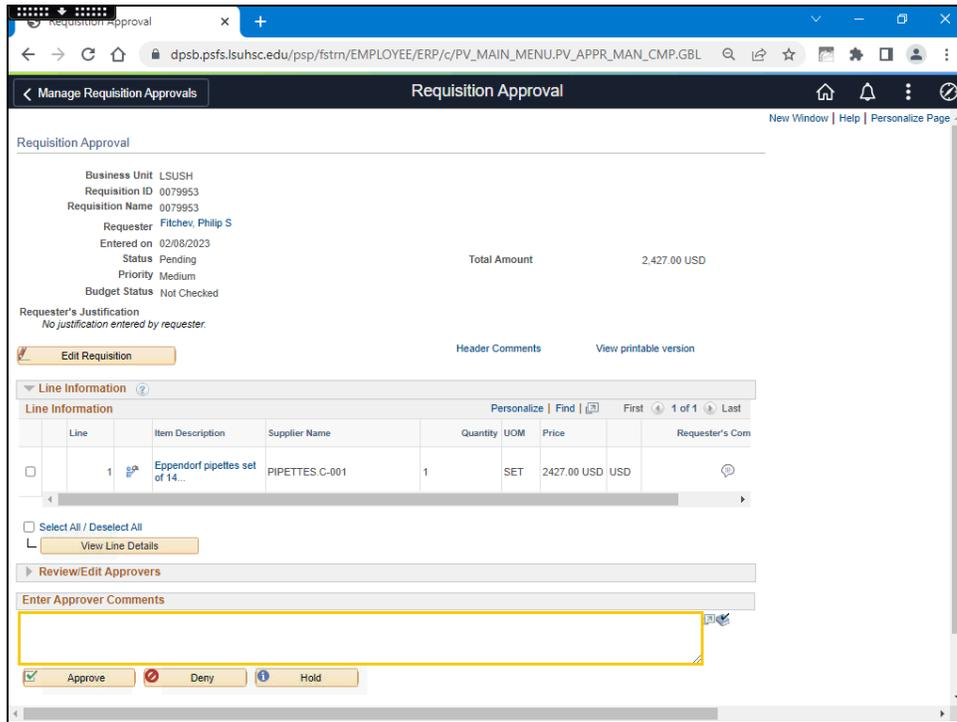 Requisition Approval
dpsb.psfs.lsuhsc.edu/psp/fstrn/EMPLOYEE/ERP/c/PV_MAIN_MENU.PV_APPR_MAN_CMP.GBL
Manage Requisition Approvals
Requisition Approval
New Window | Help | Personalize Page
Requisition Approval
Business Unit LSUSH
Requisition ID 0079953
Requisition Name 0079953
Requester Fitchev, Philip S
Entered on 02/08/2023
Status Pending Total Amount 2,427.00 USD
Priority Medium
Budget Status Not Checked
Requester's Justification
No justification entered by requester.
Edit Requisition Header Comments View printable version
Line Information
Line Information Personalize | Find | First 1 of 1 Last
Line Item Description Supplier Name Quantity UOM Price Requester's Com
1 Eppendorf pipettes set of 14... PIPETTES.C-001 1 SET 2427.00 USD USD
Select All / Deselect All
View Line Details
Review/Edit Approvers
Enter Approver Comments
Approve Deny Hold